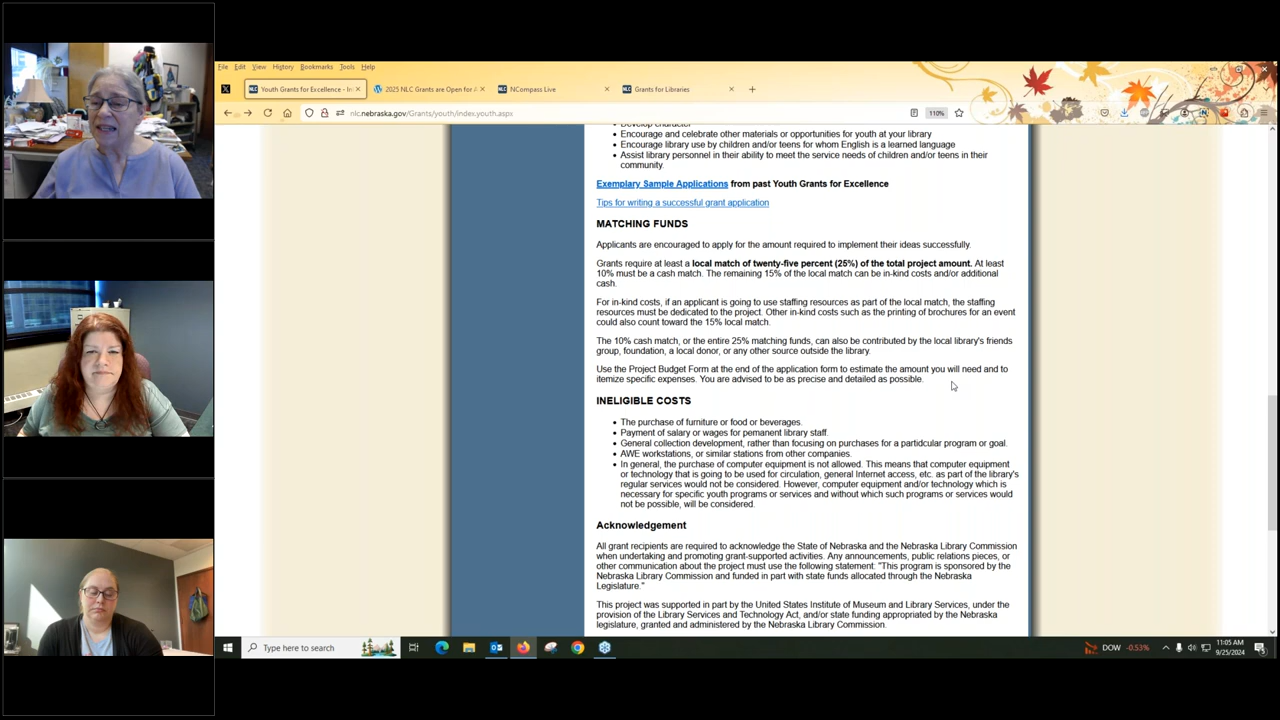 File Edit View History Bookmarks Tools Help
NLC Youth Grants for Excellence - In
2025 NLC Grants are Open for A
NLC NCompass Live
NLC Grants for Libraries
nlc.nebraska.gov/Grants/youth/index.youth.aspx
110%
Develop character
Encourage and celebrate other materials or opportunities for youth at your library
Encourage library use by children and/or teens for whom English is a learned language
Assist library personnel in their ability to meet the service needs of children and/or teens in their
community.
Exemplary Sample Applications from past Youth Grants for Excellence
Tips for writing a successful grant application
MATCHING FUNDS
Applicants are encouraged to apply for the amount required to implement their ideas successfully.
Grants require at least a local match of twenty-five percent (25%) of the total project amount. At least
10% must be a cash match. The remaining 15% of the local match can be in-kind costs and/or additional
cash.
For in-kind costs, if an applicant is going to use staffing resources as part of the local match, the staffing
resources must be dedicated to the project. Other in-kind costs such as the printing of brochures for an event
could also count toward the 15% local match.
The 10% cash match, or the entire 25% matching funds, can also be contributed by the local library's friends
group, foundation, a local donor, or any other source outside the library.
Use the Project Budget Form at the end of the application form to estimate the amount you will need and to
itemize specific expenses. You are advised to be as precise and detailed as possible.
INELIGIBLE COSTS
The purchase of furniture or food or beverages.
Payment of salary or wages for pemanent library staff.
General collection development, rather than focusing on purchases for a partidcular program or goal.
AWE workstations, or similar stations from other companies.
In general, the purchase of computer equipment is not allowed. This means that computer equipment
or technology that is going to be used for circulation, general Internet access, etc. as part of the library's
regular services would not be considered. However, computer equipment and/or technology which is
necessary for specific youth programs or services and without which such programs or services would
not be possible, will be considered.
Acknowledgement
All grant recipients are required to acknowledge the State of Nebraska and the Nebraska Library Commission
when undertaking and promoting grant-supported activities. Any announcements, public relations pieces, or
other communication about the project must use the following statement: "This program is sponsored by the
Nebraska Library Commission and funded in part with state funds allocated through the Nebraska
Legislature."
This project was supported in part by the United States Institute of Museum and Library Services, under the
provision of the Library Services and Technology Act, and/or state funding appropriated by the Nebraska
legislature, granted and administered by the Nebraska Library Commission.
Type here to search
DOW -0.53%
11:05 AM
9/25/2024